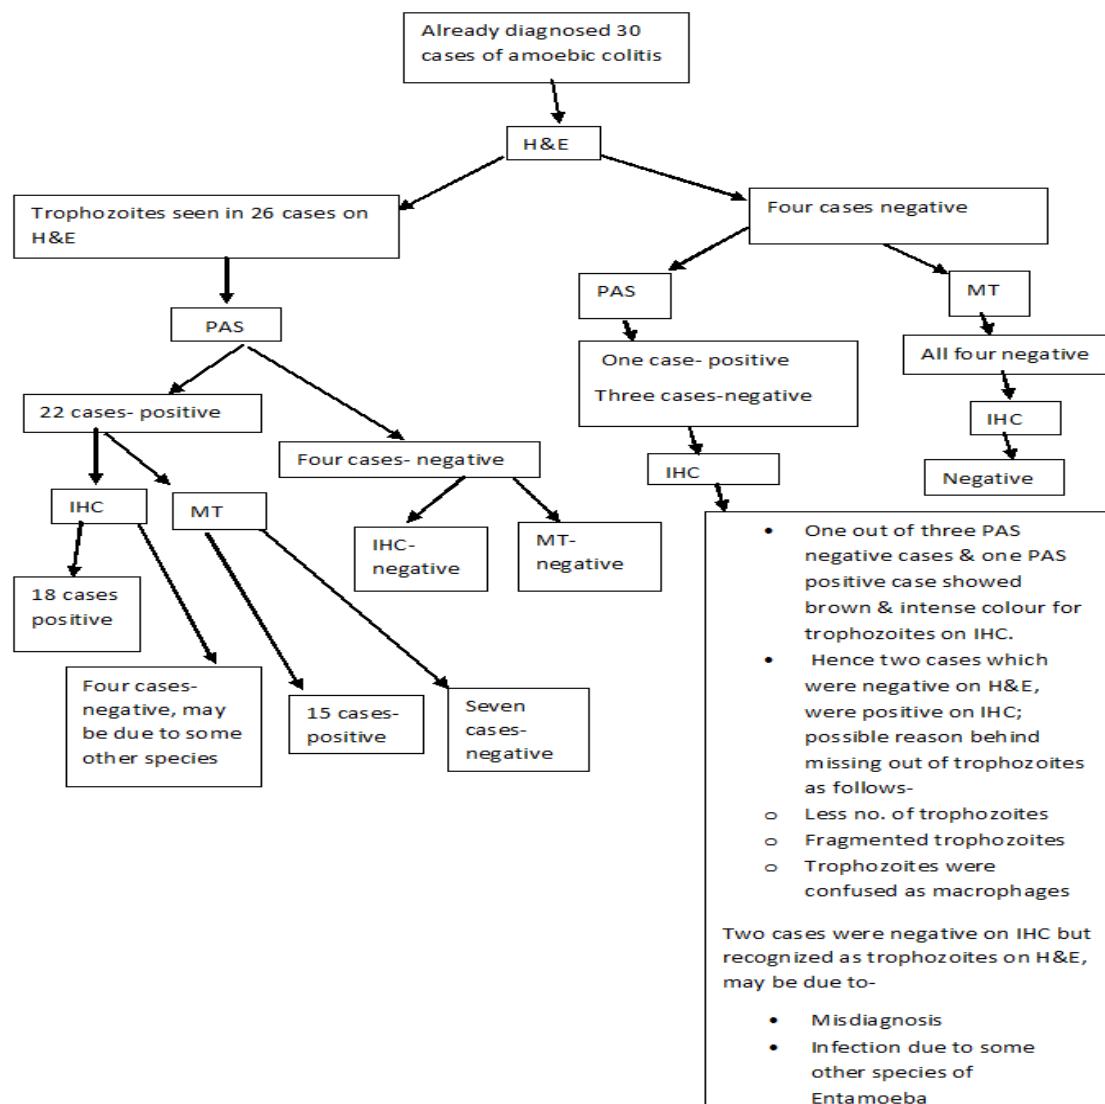 Already diagnosed 30
cases of amoebic colitis
H&E
Trophozoites seen in 26 cases on
H&E
Four cases negative
PAS
MT
PAS
One case- positive
Three cases-negative
All four negative
22 cases- positive
Four cases- negative
IHC
IHC
Negative
IHC
MT
IHC-
negative
MT-
negative
18 cases
positive
Four cases-
negative, may
be due to some
other species
15 cases-
positive
Seven
cases-
negative
• One out of three PAS
negative cases & one PAS
positive case showed
brown & intense colour for
trophozoites on IHC.
• Hence two cases which
were negative on H&E,
were positive on IHC;
possible reason behind
missing out of trophozoites
as follows-
o Less no. of trophozoites
o Fragmented trophozoites
o Trophozoites were
confused as macrophages
Two cases were negative on IHC but
recognized as trophozoites on H&E,
may be due to-
• Misdiagnosis
• Infection due to some
other species of
Entamoeba